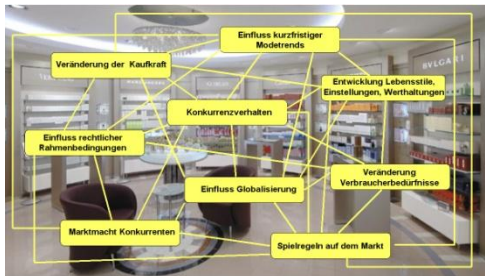 Einfluss kurzfristiger
Modetrends
Veränderung der Kaufkraft
BVLGARI
Entwicklung Lebensstile,
Einstellungen, Werthaltungen
Konkurrenzverhalten
Einfluss rechtlicher
Rahmenbedingungen
Veränderung
Verbraucherbedürfnisse
Einfluss Globalisierung
Marktmacht Konkurrenten
Spielregeln auf dem Markt